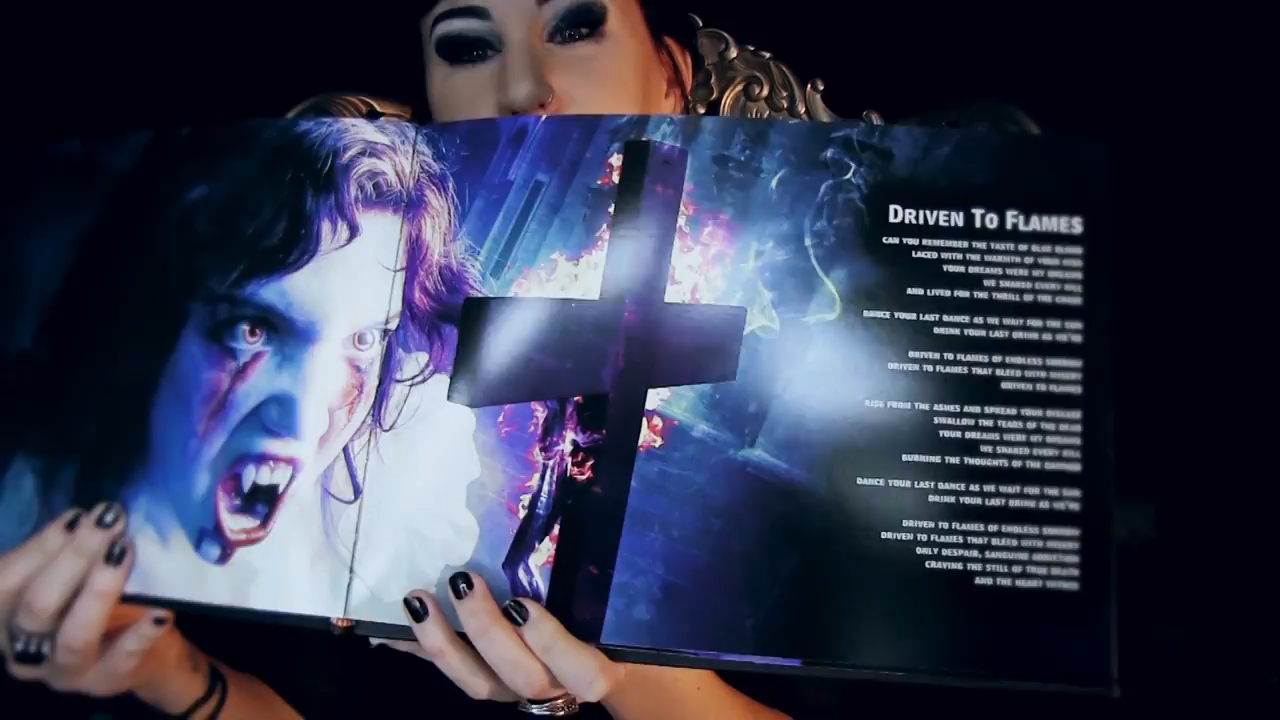 DRIVEN TO FLAMES
CAN YOU REMEMBER THE TASTE OF BLUE BLOOD
LACED WITH THE WARMTH OF YOUR
YOUR DREAMS WERE MY DREAMS
WE SHARED EVERY KILL
AND LIVED FOR THE THRILL OF THE CHASE
DANCE YOUR LAST DANCE AS WE WAIT FOR THE SUN
DRINK YOUR LAST DRINK AS WE'RE
DRIVEN TO FLAMES OF ENDLESS SORROW
DRIVEN TO FLAMES THAT BLEED WITH MISERY
DRIVEN TO FLAMES
RISE FROM THE ASHES AND SPREAD YOUR DISEASE
SWALLOW THE TEARS OF THE DEAD
YOUR DREAMS WERE MY DREAMS
WE SHARED EVERY KILL
BURNING THE THOUGHTS OF THE DAMNED
DANCE YOUR LAST DANCE AS WE WAIT FOR THE SUN
DRINK YOUR LAST DRINK AS WE'RE
DRIVEN TO FLAMES OF ENDLESS SORROW
DRIVEN TO FLAMES THAT BLEED WITH MISERY
ONLY DESPAIR, SANGUINE ADDICTION
CRAVING THE STILL OF TRUE DEATH
AND THE HEART WITHIN